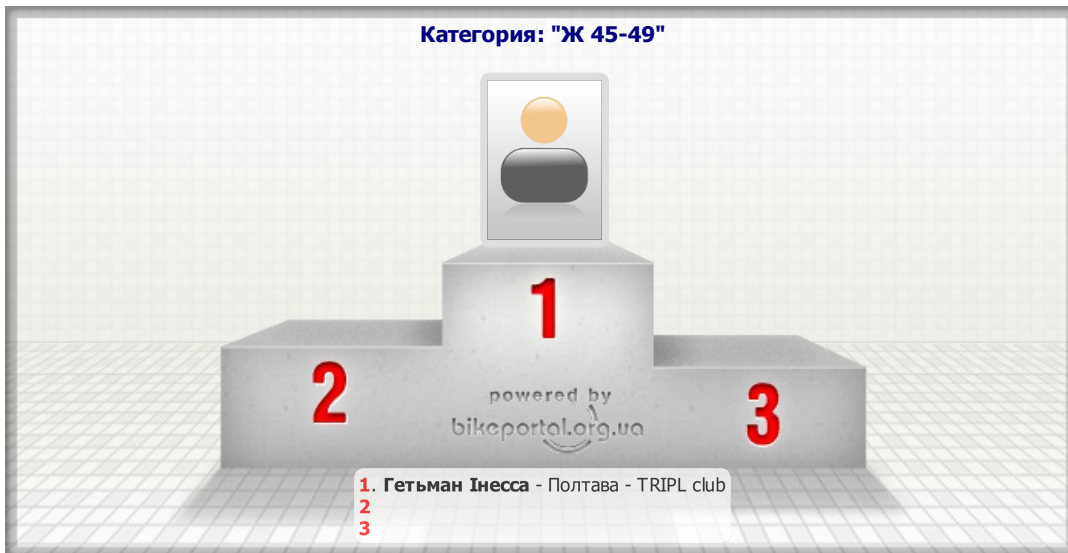 Категория: "Ж 45-49"
1
2
3
powered by
bikeportal.org.ua
1. Гетьман Інесса - Полтава - TRIPL club
2
3